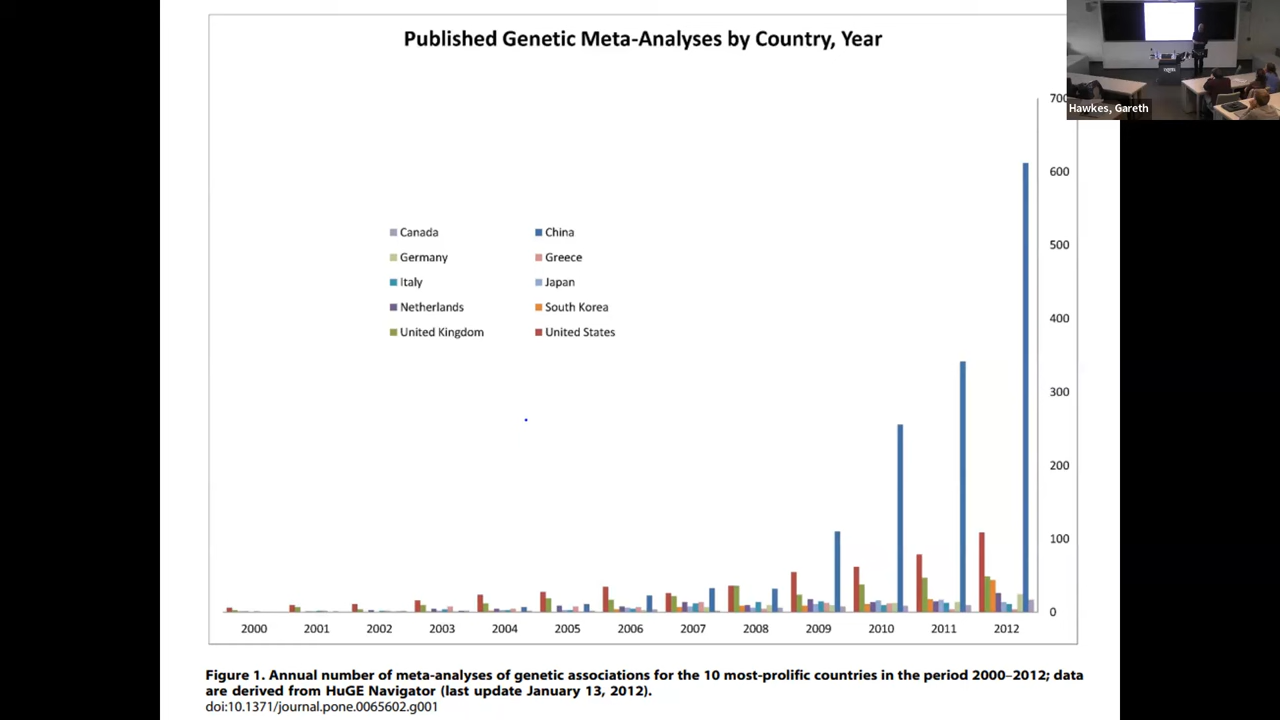 Published Genetic Meta-Analyses by Country, Year
Hawkes, Gareth
700
600
500
400
300
200
100
0
Canada
China
Germany
Greece
Italy
Japan
Netherlands
South Korea
United Kingdom
United States
2000 2001 2002 2003 2004 2005 2006 2007 2008 2009 2010 2011 2012
Figure 1. Annual number of meta-analyses of genetic associations for the 10 most-prolific countries in the period 2000–2012; data
are derived from HuGE Navigator (last update January 13, 2012).
doi:10.1371/journal.pone.0065602.g001